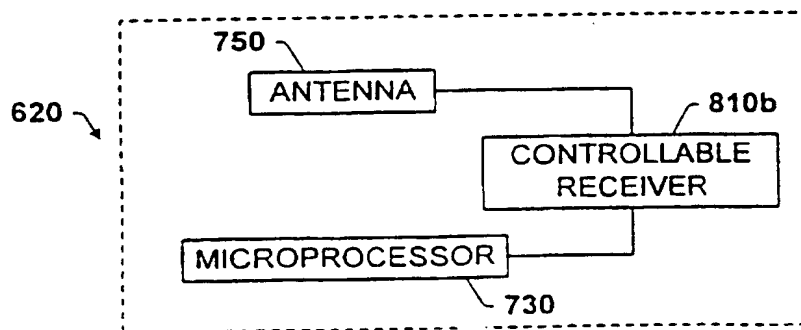 750
ANTENNA
620
810b
CONTROLLABLE
RECEIVER
MICROPROCESSOR
730